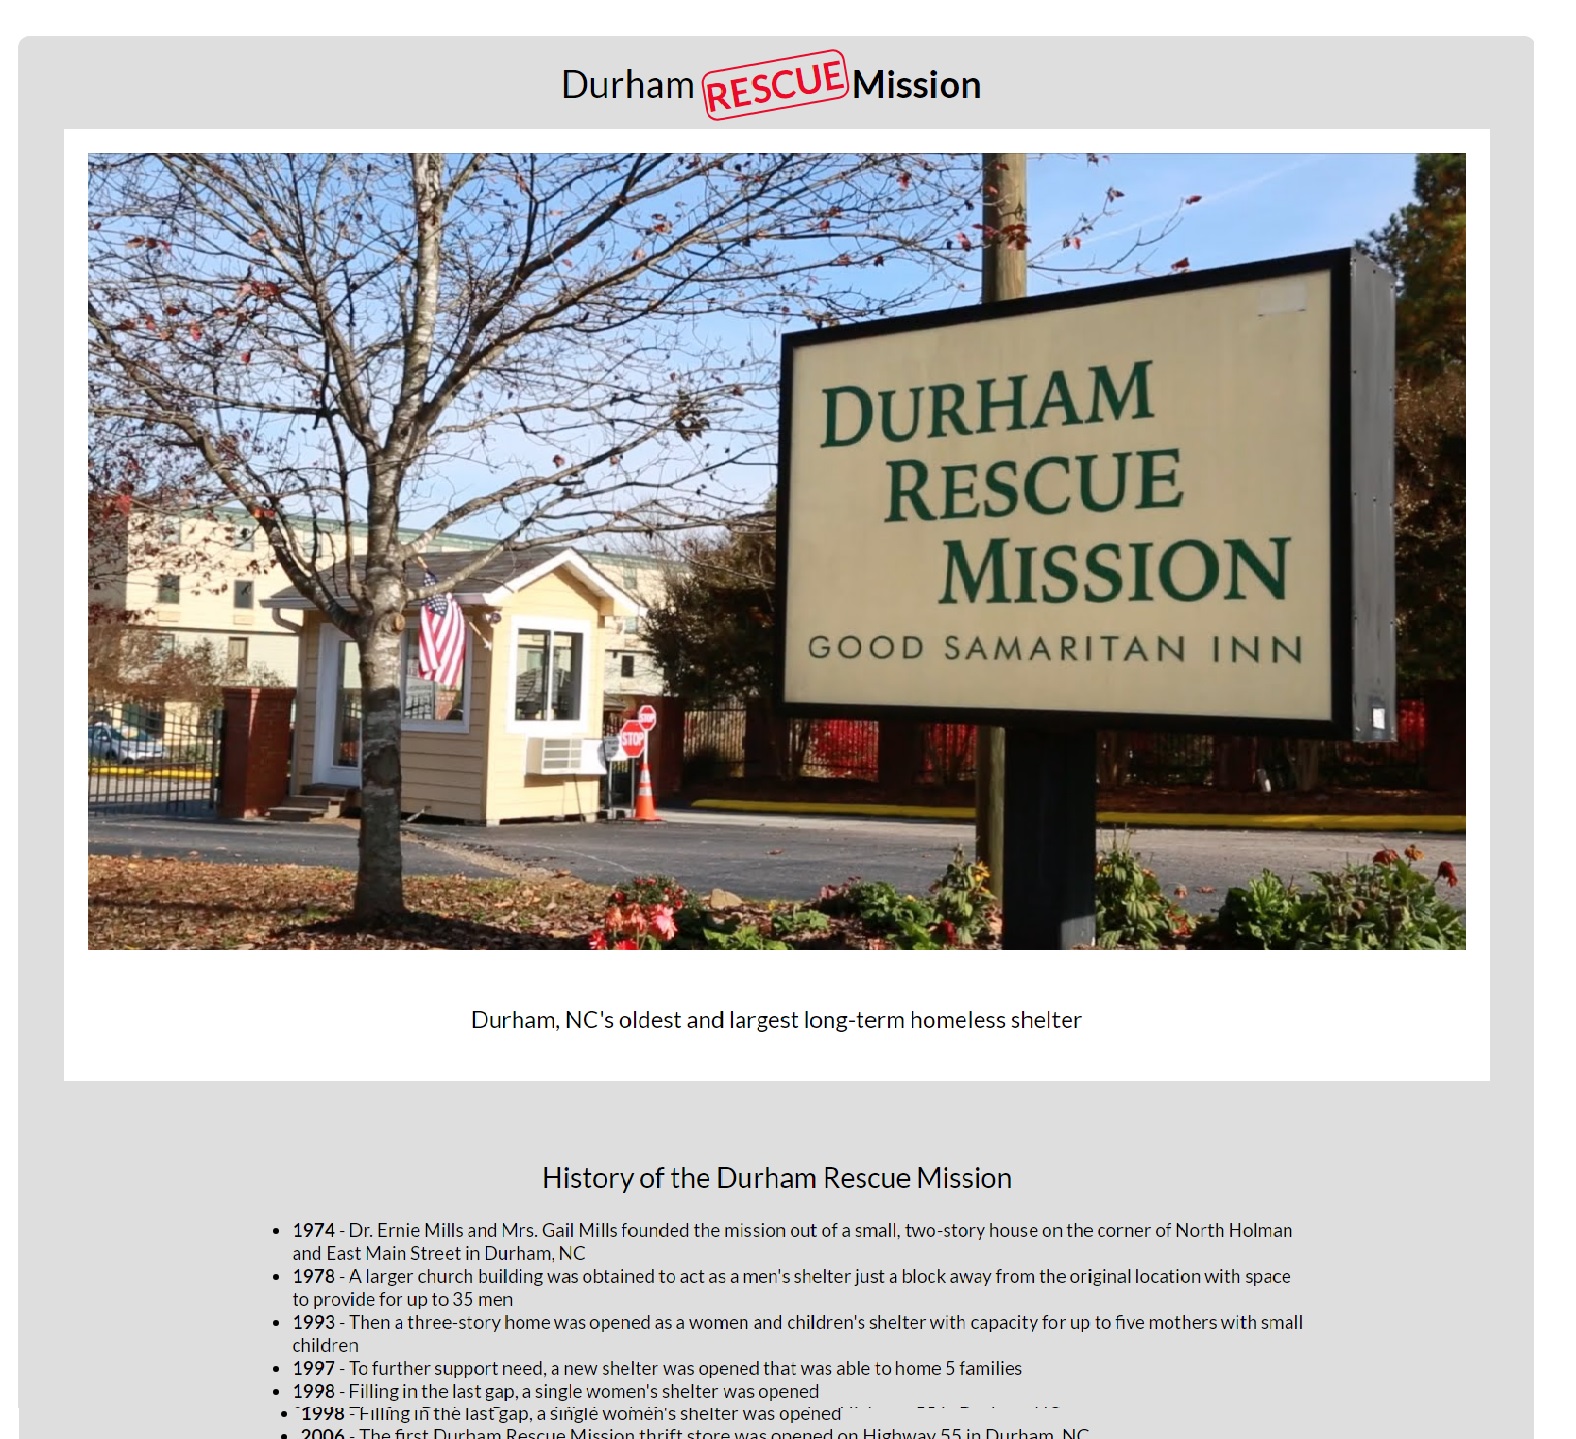 Durham RESCUE Mission
DURHAM
RESCUE
MISSION
GOOD SAMARITAN INN
STOP
STOP
Durham, NC's oldest and largest long-term homeless shelter
History of the Durham Rescue Mission
• 1974 - Dr. Ernie Mills and Mrs. Gail Mills founded the mission out of a small, two-story house on the corner of North Holman
and East Main Street in Durham, NC
• 1978 - A larger church building was obtained to act as a men's shelter just a block away from the original location with space
to provide for up to 35 men
• 1993 - Then a three-story home was opened as a women and children's shelter with capacity for up to five mothers with small
children
• 1997 - To further support need, a new shelter was opened that was able to home 5 families
• 1998 - Filling in the last gap, a single women's shelter was opened
• 1998 - Filling in the last gap, a single women's shelter was opened
• 2006 - The first Durham Rescue Mission thrift store was opened on Highway 55 in Durham, NC